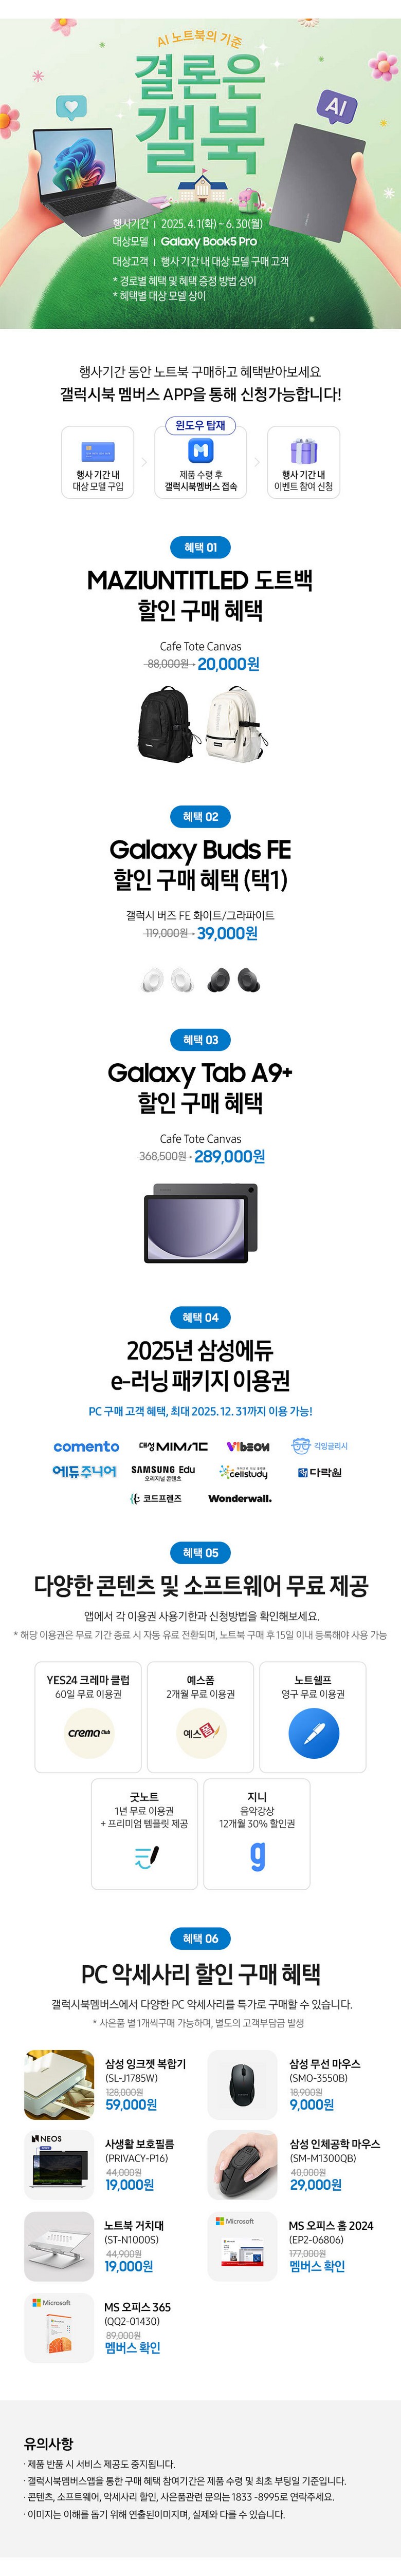 AI 노트북의 기준
결론은
갤북
AI
행사기간 | 2025. 4.1(화) ~ 6.30(월)
대상모델 | Galaxy Book5 Pro
대상고객 | 행사 기간 내 대상 모델 구매 고객
* 경로별 혜택 및 혜택 증정 방법 상이
* 혜택별 대상 모델 상이
행사기간 동안 노트북 구매하고 혜택받아보세요
갤럭시북 멤버스 APP을 통해 신청가능합니다!
윈도우 탑재
행사 기간 내
대상 모델 구입
제품 수령 후
갤럭시북멤버스 접속
행사 기간 내
이벤트 참여 신청
혜택 01
MAZIUNTITLED 도트백
할인 구매 혜택
Cafe Tote Canvas
88,000원 20,000원
혜택 02
Galaxy Buds FE
할인 구매 혜택 (택1)
갤럭시 버즈 FE 화이트/그라파이트
119,000원 39,000원
혜택 03
Galaxy Tab A9+
할인 구매 혜택
Cafe Tote Canvas
368,500원 289,000원
혜택 04
2025년 삼성에듀
e-러닝 패키지 이용권
PC 구매 고객 혜택, 최대 2025. 12. 31까지 이용 가능!
comento 대성 MIMAC VIBEON 리잉글리시
에듀주니어 SAMSUNG Edu 오리지널 콘텐츠 cellstudy 다락원
코드프렌즈 Wonderwall.
혜택 05
다양한 콘텐츠 및 소프트웨어 무료 제공
앱에서 각 이용권 사용기한과 신청방법을 확인해보세요.
* 해당 이용권은 무료 기간 종료 시 자동 유료 전환되며, 노트북 구매 후 15일 이내 등록해야 사용 가능
YES24 크레마 클럽
60일 무료 이용권
crema Club
예스폼
2개월 무료 이용권
예스폼
노트쉘프
영구 무료 이용권
굿노트
1년 무료 이용권
+ 프리미엄 템플릿 제공
지니
음악감상
12개월 30% 할인권
g
혜택 06
PC 악세사리 할인 구매 혜택
갤럭시북멤버스에서 다양한 PC 악세사리를 특가로 구매할 수 있습니다.
* 사은품 별 1개씩구매 가능하며, 별도의 고객부담금 발생
삼성 잉크젯 복합기
(SL-J1785W)
128,000원
59,000원
삼성 무선 마우스
(SMO-3550B)
18,900원
9,000원
NEOS
사생활 보호필름
(PRIVACY-P16)
44,000원
19,000원
삼성 인체공학 마우스
(SM-M1300QB)
40,000원
29,000원
노트북 거치대
(ST-N1000S)
44,900원
19,000원
Microsoft
MS 오피스 홈 2024
(EP2-06806)
177,000원
멤버스 확인
Microsoft
MS 오피스 365
(QQ2-01430)
89,000원
멤버스 확인
유의사항
· 제품 반품 시 서비스 제공도 중지됩니다.
· 갤럭시북멤버스앱을 통한 구매 혜택 참여기간은 제품 수령 및 최초 부팅일 기준입니다.
· 콘텐츠, 소프트웨어, 악세사리 할인, 사은품관련 문의는 1833 -8995로 연락주세요.
· 이미지는 이해를 돕기 위해 연출된이미지며, 실제와 다를 수 있습니다.